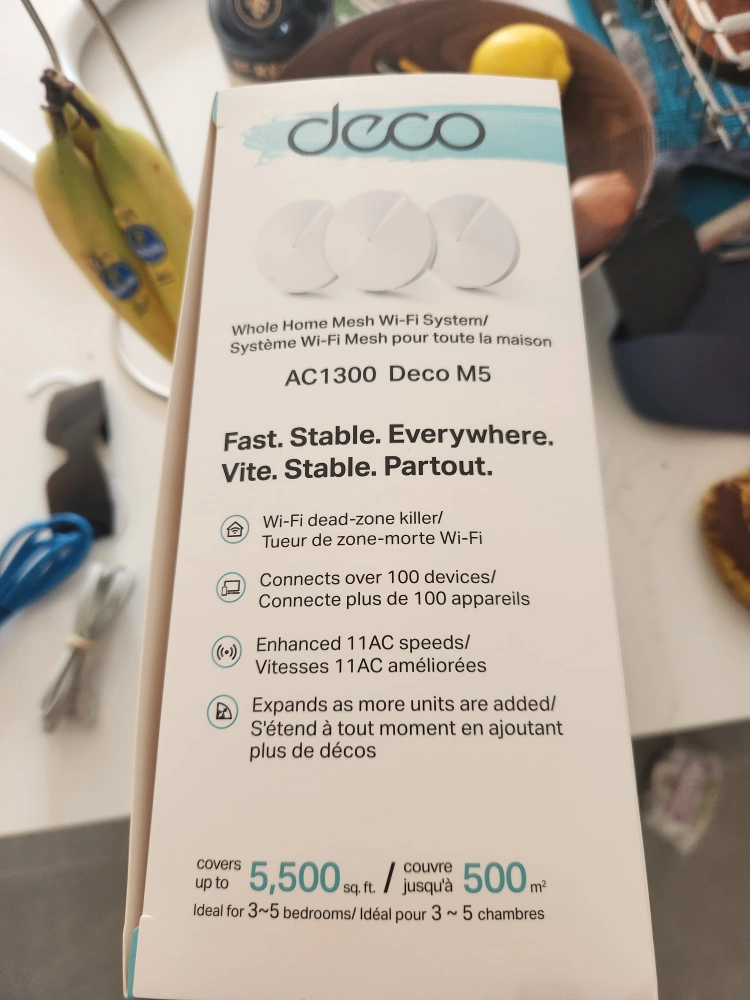 deco
Whole Home Mesh Wi-Fi System/
Système Wi-Fi Mesh pour toute la maison
AC1300 Deco M5
Fast. Stable. Everywhere.
Vite. Stable. Partout.
Wi-Fi dead-zone killer/
Tueur de zone-morte Wi-Fi
Connects over 100 devices/
Connecte plus de 100 appareils
Enhanced 11AC speeds/
Vitesses 11AC améliorées
Expands as more units are added/
S'étend à tout moment en ajoutant
plus de décos
covers up to 5,500 sq. ft. / couvre jusqu'à 500 m²
Ideal for 3~5 bedrooms/ Idéal pour 3 ~ 5 chambres